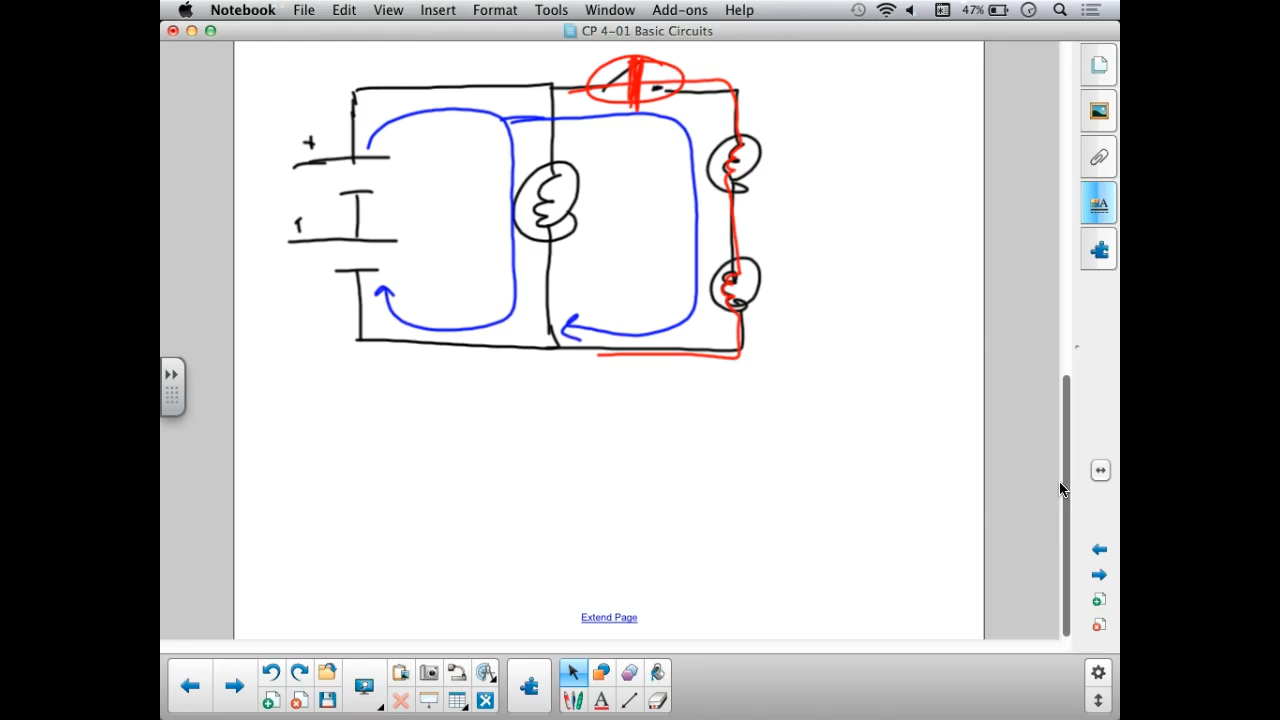 Notebook File Edit View Insert Format Tools Window Add-ons Help 47%
CP 4-01 Basic Circuits
+
Extend Page